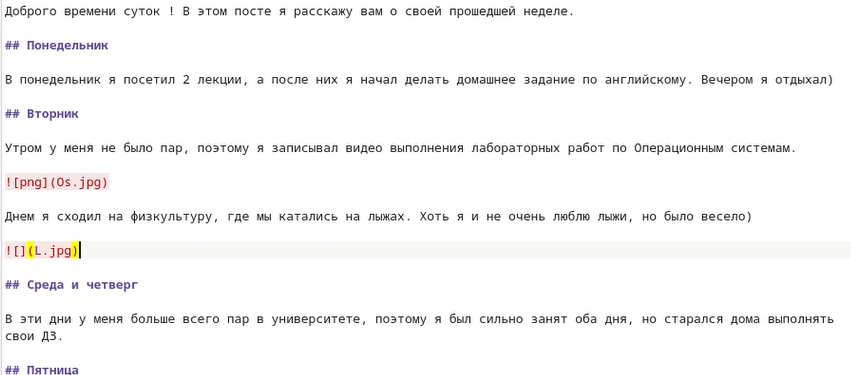 Доброго времени суток ! В этом посте я расскажу вам о своей прошедшей неделе.
## Понедельник
В понедельник я посетил 2 лекции, а после них я начал делать домашнее задание по английскому. Вечером я отдыхал)
## Вторник
Утром у меня не было пар, поэтому я записывал видео выполнения лабораторных работ по Операционным системам.
![png](Os.jpg)
Днем я сходил на физкультуру, где мы катались на лыжах. Хоть я и не очень люблю лыжи, но было весело)
![](L.jpg)
## Среда и четверг
В эти дни у меня больше всего пар в университете, поэтому я был сильно занят оба дня, но старался дома выполнять
свои ДЗ.
## Пятница